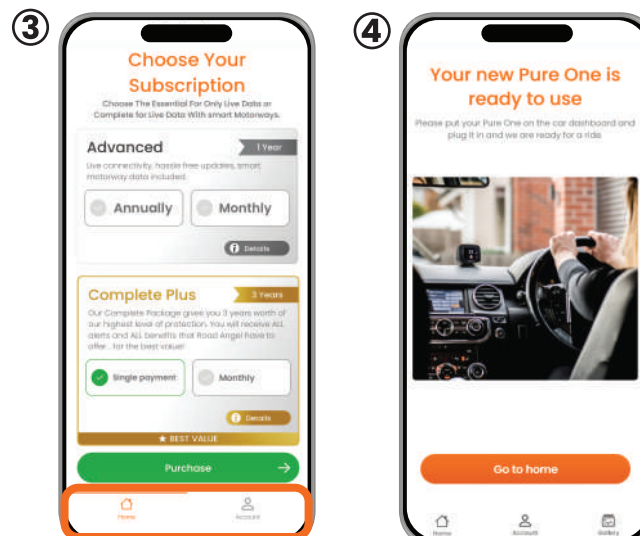 3
Choose Your
Subscription
Choose The Essential For Only Live Data or
Complete for Live Data With smart Motorways.
Advanced
1 Year
Live connectivity, hassle free updates, smart
motorway data included.
Annually
Monthly
Details
Complete Plus
3 Years
Our Complete Package gives you 3 years worth of
our highest level of protection. You will receive ALL
alerts and ALL benefits that Road Angel have to
offer .. for the best value!
Single payment
Monthly
Details
★ BEST VALUE
Purchase →
Home
Account
4
Your new Pure One is
ready to use
Please put your Pure One on the car dashboard and
plug it in and we are ready for a ride
Go to home
Home
Account
Gallery